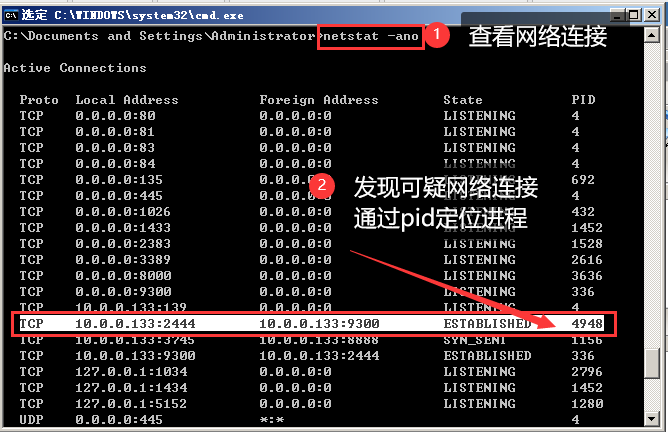 选定 C:\WINDOWS\system32\cmd.exe
C:\Documents and Settings\Administrator>netstat -ano
1 查看网络连接
Active Connections
Proto Local Address Foreign Address State PID
TCP 0.0.0.0:80 0.0.0.0:0 LISTENING 4
TCP 0.0.0.0:81 0.0.0.0:0 LISTENING 4
TCP 0.0.0.0:83 0.0.0.0:0 LISTENING 4
TCP 0.0.0.0:84 0.0.0.0:0 LISTENING 4
TCP 0.0.0.0:135 0.0.0.0:0 LISTENING 692
TCP 0.0.0.0:445 0.0.0.0:0 LISTENING 4
TCP 0.0.0.0:1026 0.0.0.0:0 LISTENING 432
TCP 0.0.0.0:1433 0.0.0.0:0 LISTENING 1452
TCP 0.0.0.0:2383 0.0.0.0:0 LISTENING 1528
TCP 0.0.0.0:3389 0.0.0.0:0 LISTENING 2616
TCP 0.0.0.0:8000 0.0.0.0:0 LISTENING 3636
TCP 0.0.0.0:9300 0.0.0.0:0 LISTENING 336
TCP 10.0.0.133:139 0.0.0.0:0 LISTENING 4
TCP 10.0.0.133:2444 10.0.0.133:9300 ESTABLISHED 4948
TCP 10.0.0.133:3745 10.0.0.133:8888 SYN_SENT 1156
TCP 10.0.0.133:9300 10.0.0.133:2444 ESTABLISHED 336
TCP 127.0.0.1:1034 0.0.0.0:0 LISTENING 2796
TCP 127.0.0.1:1434 0.0.0.0:0 LISTENING 1452
TCP 127.0.0.1:5152 0.0.0.0:0 LISTENING 1280
UDP 0.0.0.0:445 *:* 4
2 发现可疑网络连接
通过pid定位进程